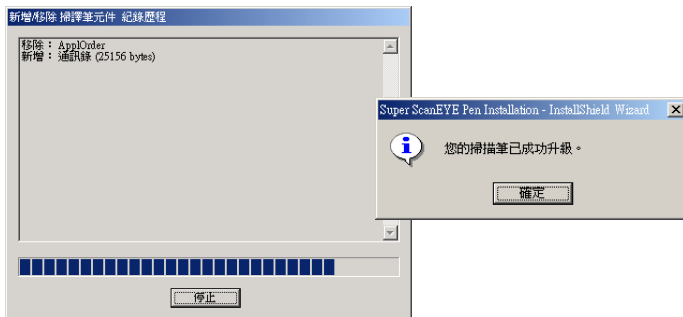 新增/移除 掃譯筆元件 紀錄歷程
移除： ApplOrder
新增： 通訊錄 (25156 bytes)
Super ScanEYE Pen Installation - InstallShield Wizard
您的掃描筆已成功升級。
確定
停止